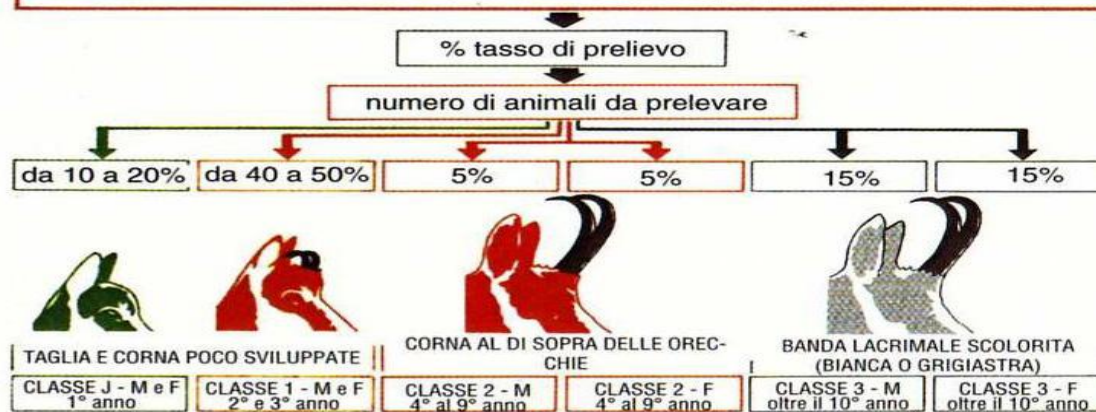 % tasso di prelievo
numero di animali da prelevare
da 10 a 20%
da 40 a 50%
5%
5%
15%
15%
TAGLIA E CORNA POCO SVILUPPATE
CORNA AL DI SOPRA DELLE OREC-
CHIE
BANDA LACRIMALE SCOLORITA
(BIANCA O GRIGIASTRA)
CLASSE J - M e F
1° anno
CLASSE 1 - M e F
2° e 3° anno
CLASSE 2 - M
4° al 9° anno
CLASSE 2 - F
4° al 9° anno
CLASSE 3 - M
oltre il 10° anno
CLASSE 3 - F
oltre il 10° anno